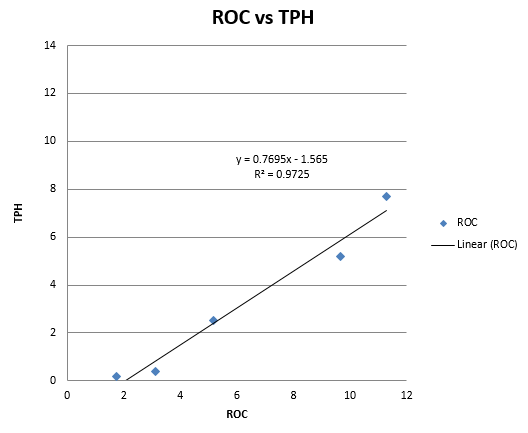 ROC vs TPH
14
12
10
8
6
4
2
0
TPH
y = 0.7695x - 1.565
R² = 0.9725
0 2 4 6 8 10 12
ROC
ROC
Linear (ROC)